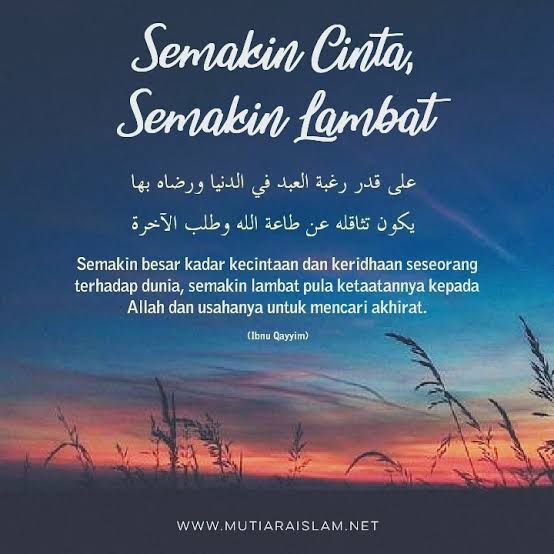 Semakin Cinta,
Semakin Lambat
على قدر رغبة العبد في الدنيا ورضاه بها
يكون تثاقله عن طاعة الله وطلب الآخرة
Semakin besar kadar kecintaan dan keridhaan seseorang
terhadap dunia, semakin lambat pula ketaatannya kepada
Allah dan usahanya untuk mencari akhirat.
(Ibnu Qayyim)
WWW.MUTIARAISLAM.NET